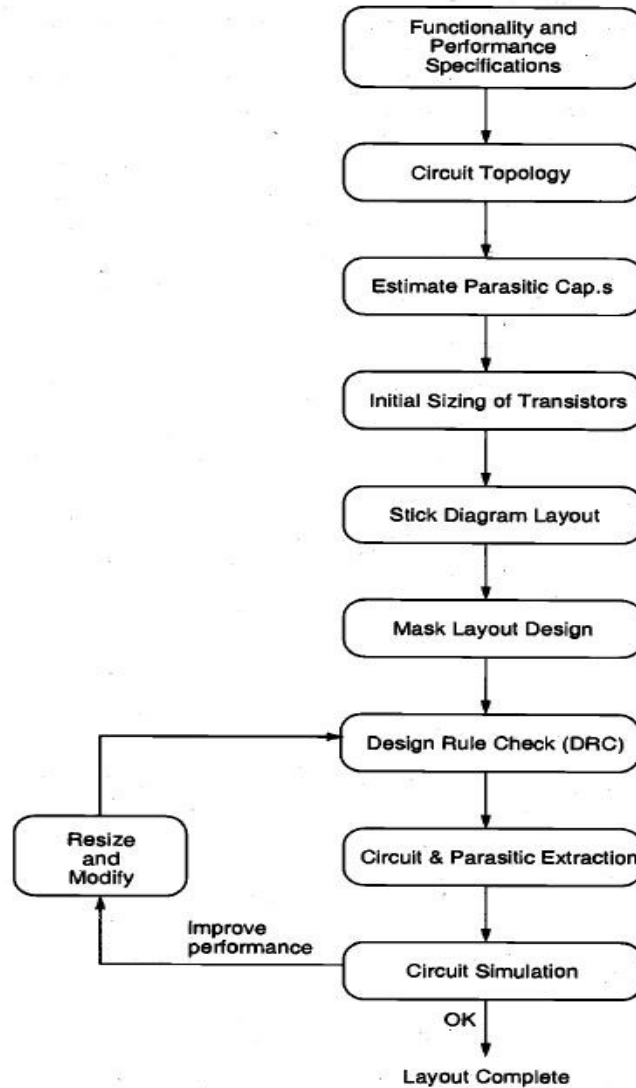 Functionality and
Performance
Specifications
Circuit Topology
Estimate Parasitic Cap.s
Initial Sizing of Transistors
Stick Diagram Layout
Mask Layout Design
Design Rule Check (DRC)
Resize
and
Modify
Circuit & Parasitic Extraction
Improve
performance
Circuit Simulation
OK
Layout Complete